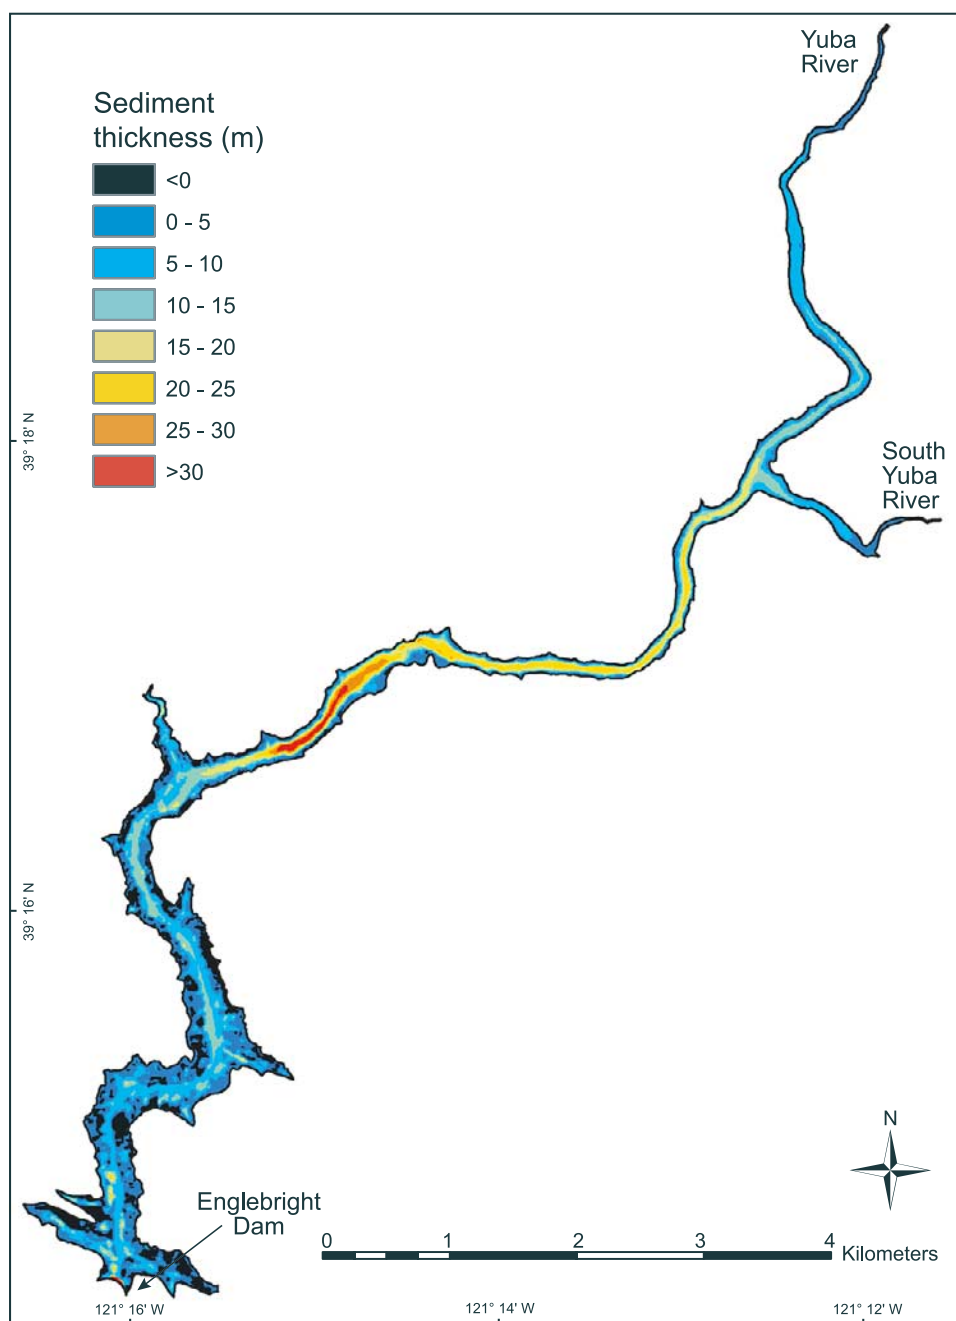 Yuba
River
Sediment
thickness (m)
<0
0 - 5
5 - 10
10 - 15
15 - 20
20 - 25
25 - 30
>30
39° 18' N
South
Yuba
River
39° 16' N
N
Englebright
Dam
0 1 2 3 4
Kilometers
121° 16' W 121° 14' W 121° 12' W